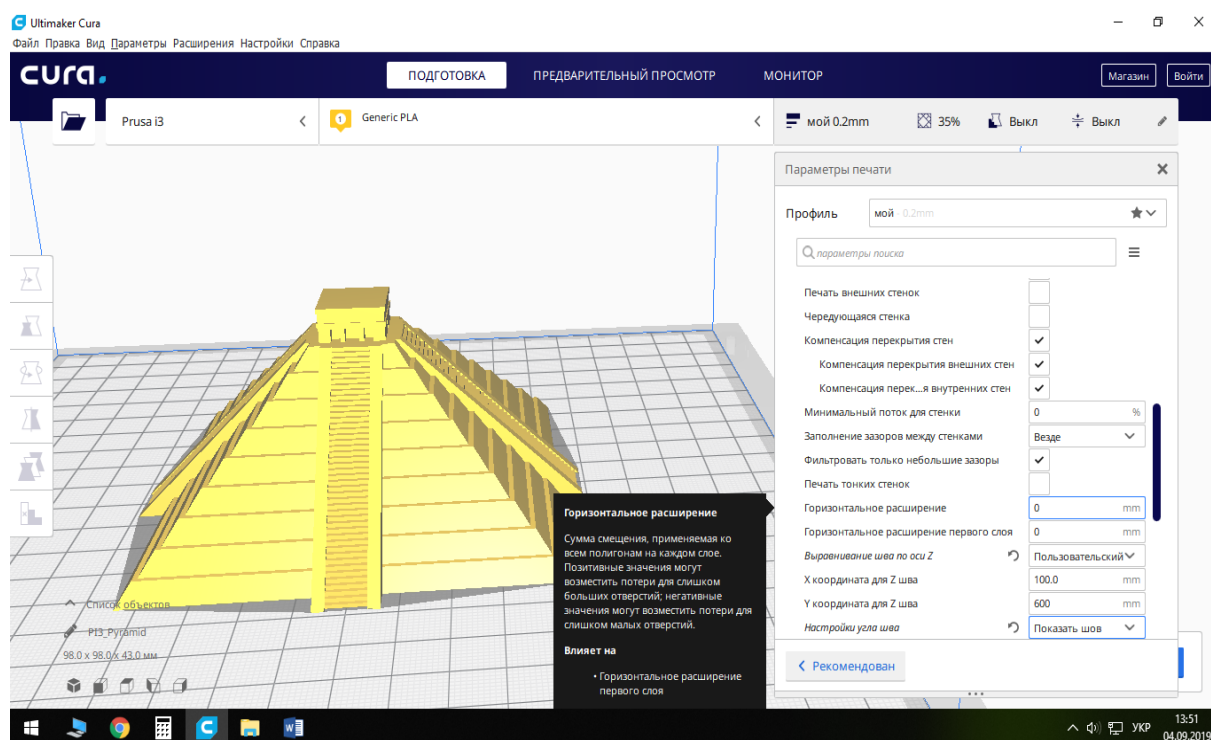 Ultimaker Cura
Файл Правка Вид Параметры Расширения Настройки Справка
cura.
ПОДГОТОВКА
ПРЕДВАРИТЕЛЬНЫЙ ПРОСМОТР
МОНИТОР
Магазин
Войти
Prusa i3
1
Generic PLA
мой 0.2mm
35%
Выкл
Выкл
Параметры печати
Профиль
мой - 0.2mm
параметры поиска
Печать внешних стенок
Чередующаяся стенка
Компенсация перекрытия стен
Компенсация перекрытия внешних стен
Компенсация перек...я внутренних стен
Минимальный поток для стенки 0 %
Заполнение зазоров между стенками Везде
Фильтровать только небольшие зазоры
Печать тонких стенок
Горизонтальное расширение 0 mm
Горизонтальное расширение первого слоя 0 mm
Выравнивание шва по оси Z Пользовательский
X координата для Z шва 100.0 mm
Y координата для Z шва 600 mm
Настройки угла шва Показать шов
Рекомендован
Горизонтальное расширение
Сумма смещения, применяемая ко
всем полигонам на каждом слое.
Позитивные значения могут
возместить потери для слишком
больших отверстий; негативные
значения могут возместить потери для
слишком малых отверстий.
Влияет на
• Горизонтальное расширение
первого слоя
Список объектов
PI3_Pyramid
98.0 x 98.0 x 43.0 мм
УКР
13:51
04.09.2019